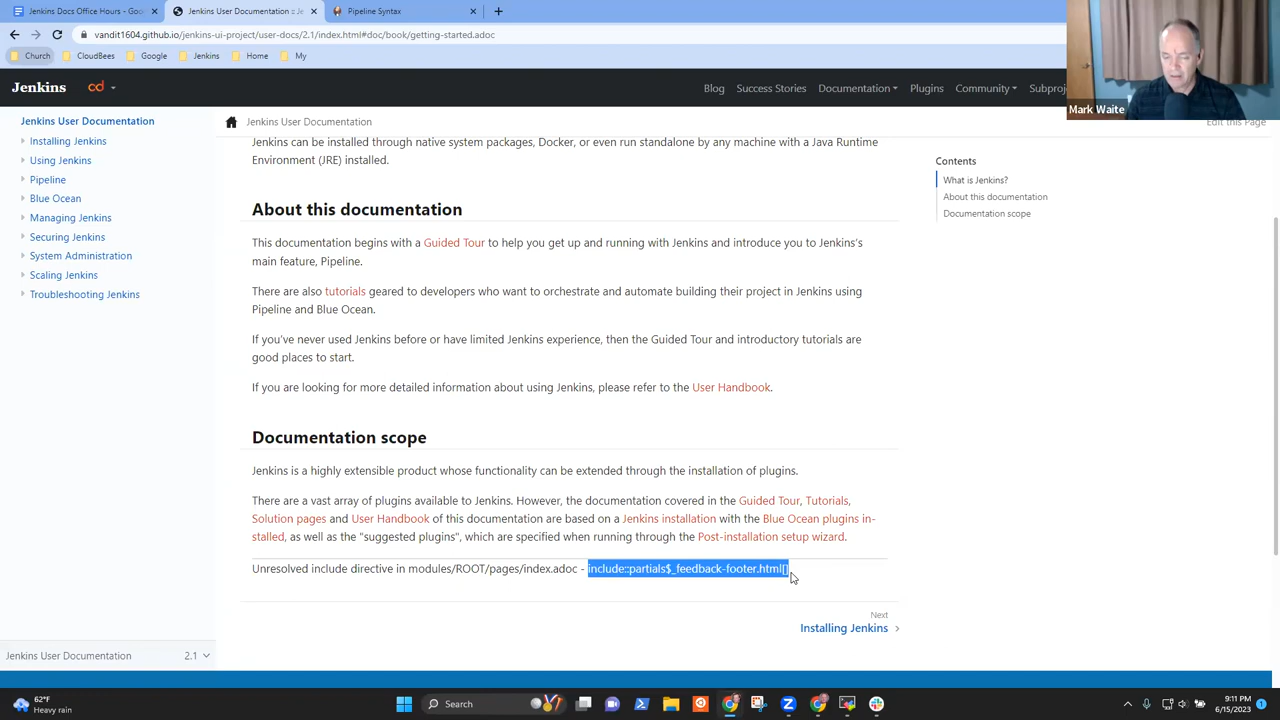 Jenkins Docs Office Hours - Goo
Jenkins User Documentation :: Je
Pipeline Syntax
vandit1604.github.io/jenkins-ui-project/user-docs/2.1/index.html#doc/book/getting-started.adoc
Church
CloudBees
Google
Jenkins
Home
My
Mark Waite
Jenkins
cd
Blog
Success Stories
Documentation
Plugins
Community
Subproj
Jenkins User Documentation
Installing Jenkins
Using Jenkins
Pipeline
Blue Ocean
Managing Jenkins
Securing Jenkins
System Administration
Scaling Jenkins
Troubleshooting Jenkins
Jenkins User Documentation
2.1
Jenkins User Documentation
Edit this Page
Jenkins can be installed through native system packages, Docker, or even run standalone by any machine with a Java Runtime
Environment (JRE) installed.
About this documentation
This documentation begins with a Guided Tour to help you get up and running with Jenkins and introduce you to Jenkins's
main feature, Pipeline.
There are also tutorials geared to developers who want to orchestrate and automate building their project in Jenkins using
Pipeline and Blue Ocean.
If you've never used Jenkins before or have limited Jenkins experience, then the Guided Tour and introductory tutorials are
good places to start.
If you are looking for more detailed information about using Jenkins, please refer to the User Handbook.
Documentation scope
Jenkins is a highly extensible product whose functionality can be extended through the installation of plugins.
There are a vast array of plugins available to Jenkins. However, the documentation covered in the Guided Tour, Tutorials,
Solution pages and User Handbook of this documentation are based on a Jenkins installation with the Blue Ocean plugins in-
stalled, as well as the "suggested plugins", which are specified when running through the Post-installation setup wizard.
Unresolved include directive in modules/ROOT/pages/index.adoc - include::partials$_feedback-footer.html[]
Next
Installing Jenkins
Contents
What is Jenkins?
About this documentation
Documentation scope
62°F
Heavy rain
Search
9:11 PM
6/15/2023